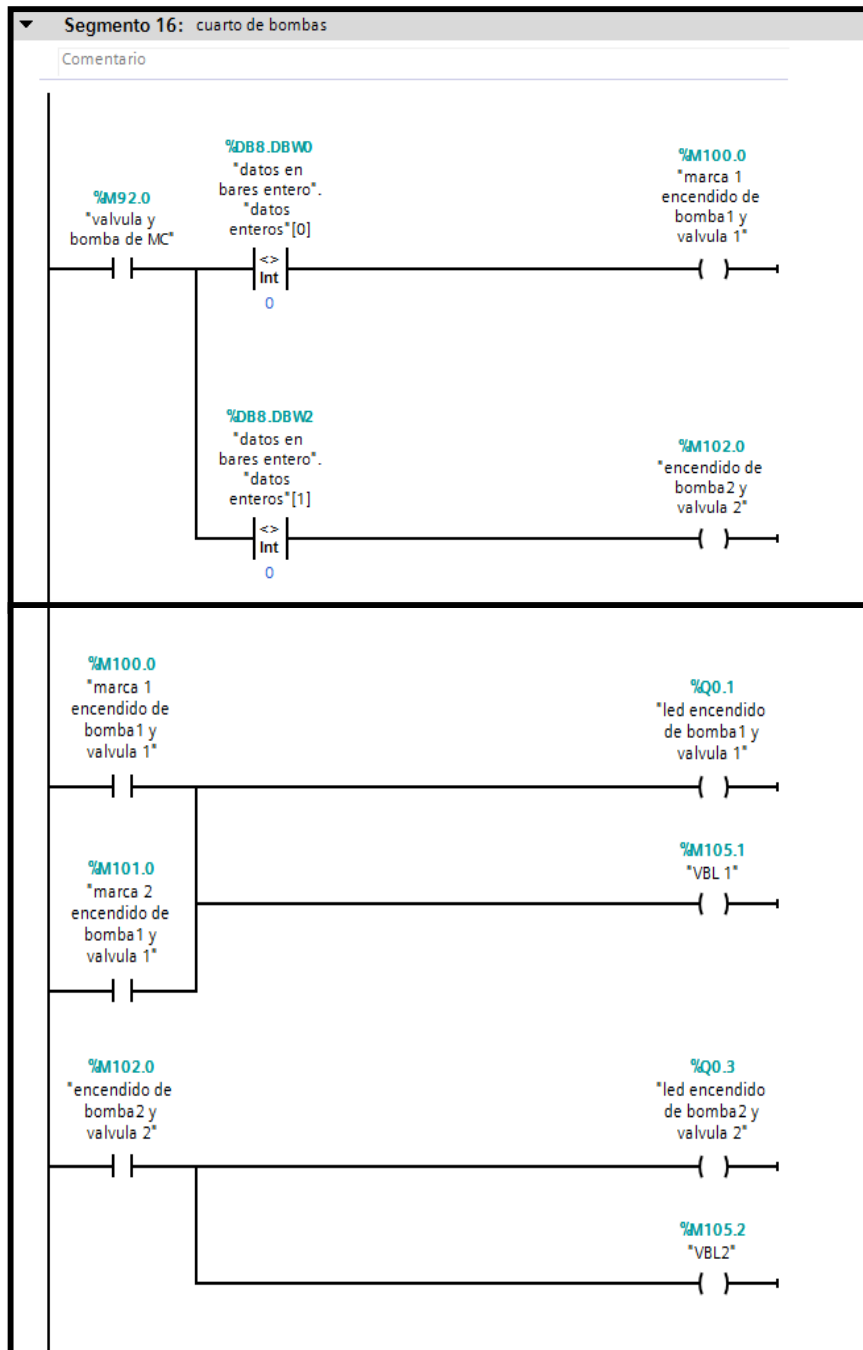 Segmento 16: cuarto de bombas
Comentario
%DB8.DBW0
"datos en
bares entero".
"datos
enteros"[0]
%M100.0
"marca 1
encendido de
bomba1 y
valvula 1"
%M92.0
"valvula y
bomba de MC"
<>
Int
0
%DB8.DBW2
"datos en
bares entero".
"datos
enteros"[1]
%M102.0
"encendido de
bomba2 y
valvula 2"
<>
Int
0
%M100.0
"marca 1
encendido de
bomba1 y
valvula 1"
%Q0.1
"led encendido
de bomba1 y
valvula 1"
%M105.1
"VBL 1"
%M101.0
"marca 2
encendido de
bomba1 y
valvula 1"
%M102.0
"encendido de
bomba2 y
valvula 2"
%Q0.3
"led encendido
de bomba2 y
valvula 2"
%M105.2
"VBL2"